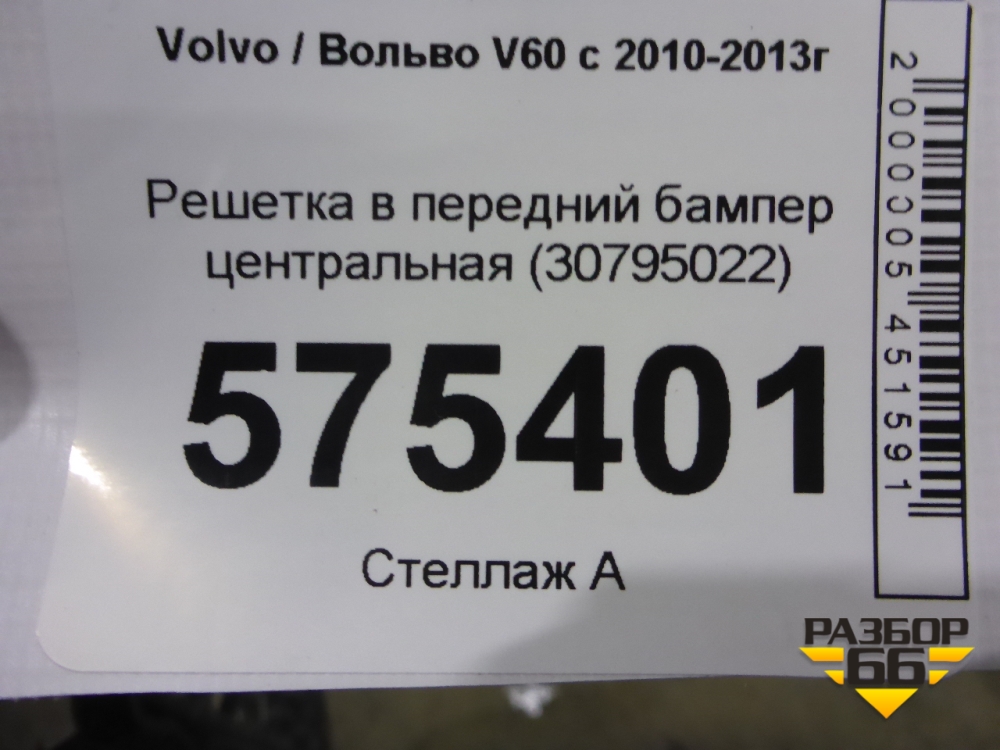 Volvo / Вольво V60 с 2010-2013г
Решетка в передний бампер
центральная (30795022)
575401
Стеллаж А
2000005451591
РАЗБОР
66